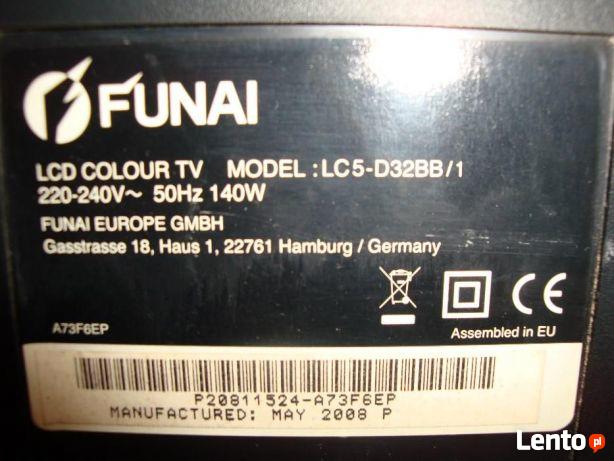 FUNAI
LCD COLOUR TV MODEL : LC5-D32BB/1
220-240V~ 50Hz 140W
FUNAI EUROPE GMBH
Gasstrasse 18, Haus 1, 22761 Hamburg / Germany
CE
A73F6EP
Assembled in EU
P20811524-A73F6EP
MANUFACTURED: MAY 2008 P
Lento.pl